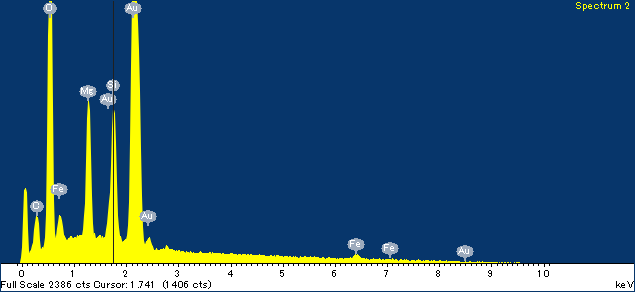 Spectrum 2
O Au
Mg Si
Au
Fe
C Au
Fe Fe Au
0 1 2 3 4 5 6 7 8 9 10
Full Scale 2386 cts Cursor: 1.741 (1406 cts) keV